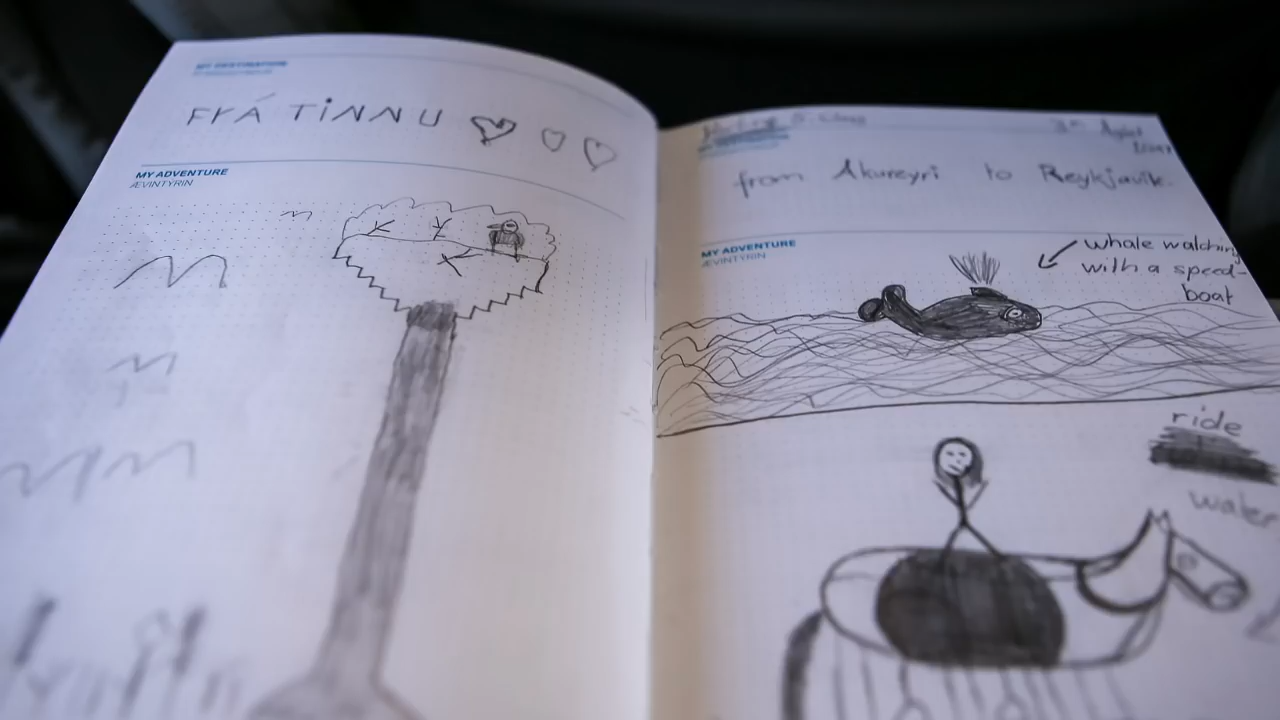 MY DESTINATION
FRÁ TINNU
MY ADVENTURE
ÆVINTÝRIN
from Akureyri to Reykjavik.
MY ADVENTURE
ÆVINTÝRIN
whale watching
with a speed-
boat
ride
water